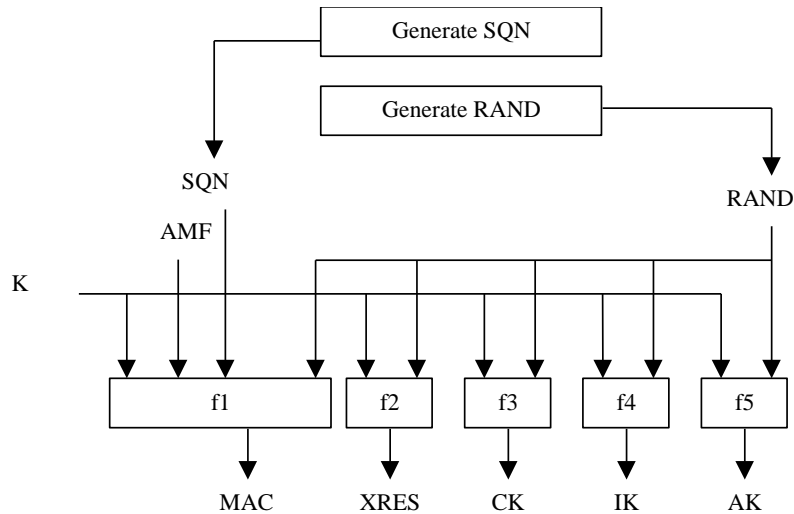 Generate SQN
Generate RAND
SQN
RAND
AMF
K
f1 f2 f3 f4 f5
MAC XRES CK IK AK